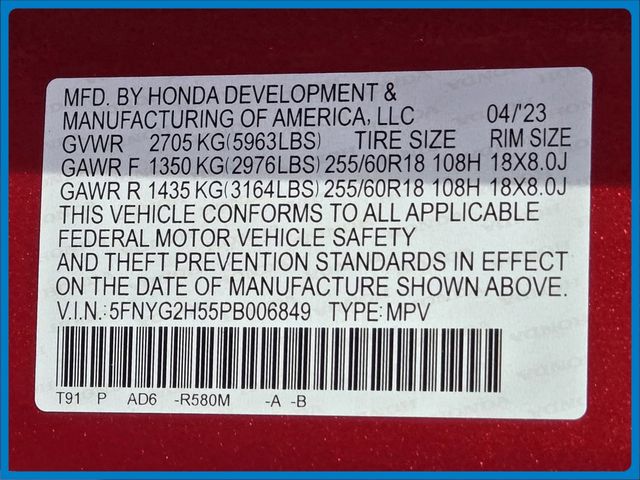 MFD. BY HONDA DEVELOPMENT &
MANUFACTURING OF AMERICA, LLC 04/'23
GVWR 2705 KG(5963LBS) TIRE SIZE RIM SIZE
GAWR F 1350 KG(2976LBS) 255/60R18 108H 18X8.0J
GAWR R 1435 KG(3164LBS) 255/60R18 108H 18X8.0J
THIS VEHICLE CONFORMS TO ALL APPLICABLE
FEDERAL MOTOR VEHICLE SAFETY
AND THEFT PREVENTION STANDARDS IN EFFECT
ON THE DATE OF MANUFACTURE SHOWN ABOVE.
V.I.N.:5FNYG2H55PB006849 TYPE:MPV
T91 P AD6 -R580M -A -B